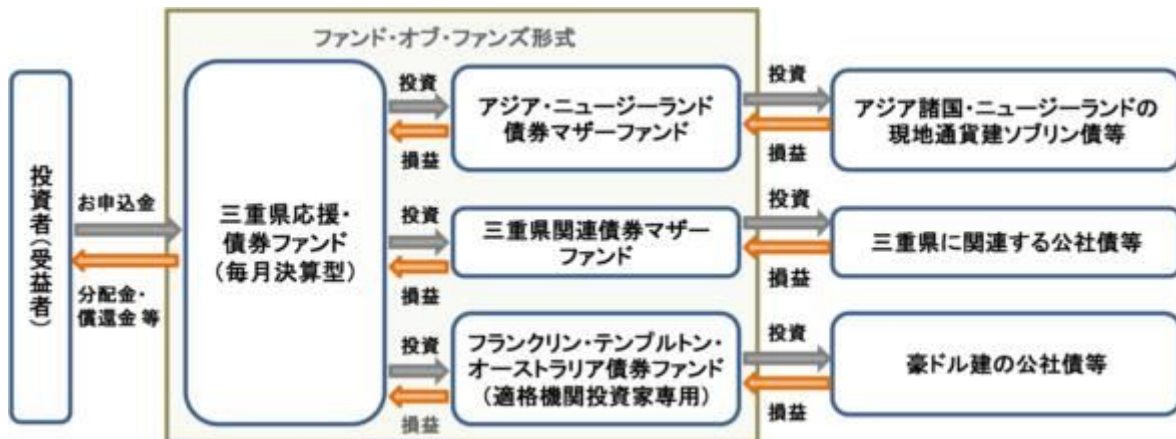 ファンド・オブ・ファンズ形式
投資者(受益者)
お申込金
分配金・
償還金 等
三重県応援・
債券ファンド
(毎月決算型)
投資
損益
アジア・ニュージーランド
債券マザーファンド
投資
損益
アジア諸国・ニュージーランドの
現地通貨建ソブリン債等
投資
損益
三重県関連債券マザー
ファンド
投資
損益
三重県に関連する公社債等
投資
損益
フランクリン・テンプルトン・
オーストラリア債券ファンド
(適格機関投資家専用)
投資
損益
豪ドル建の公社債等